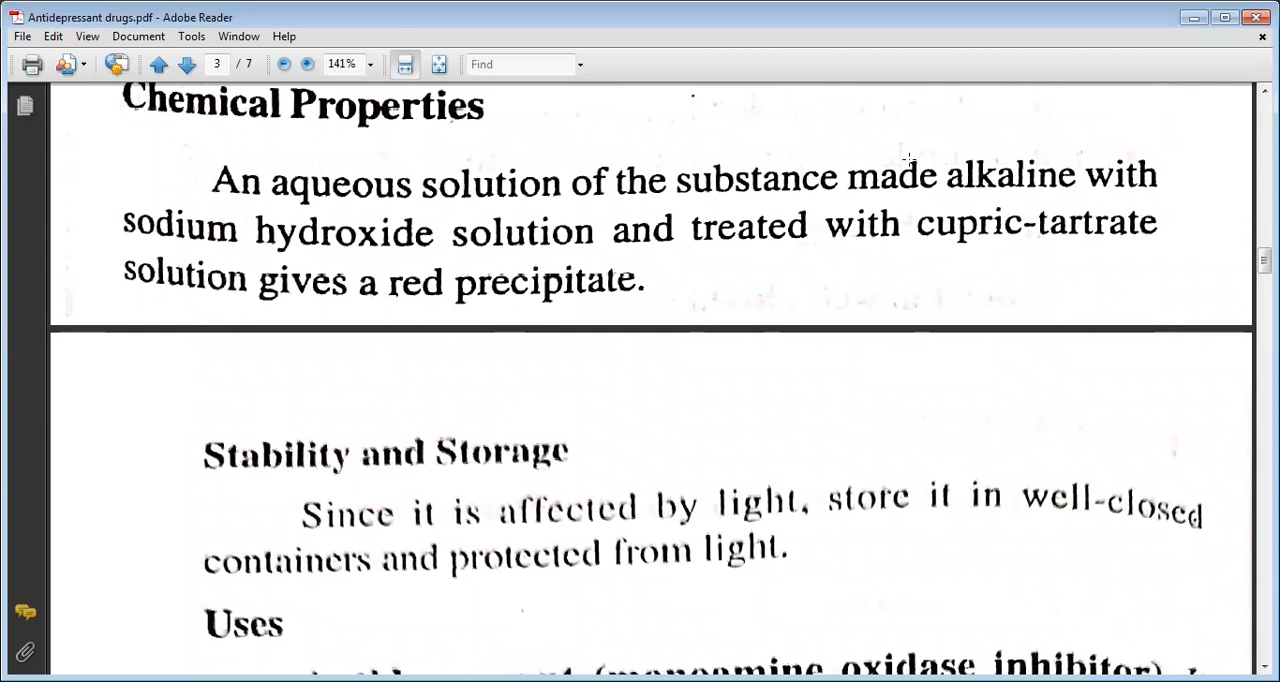 Antidepressant drugs.pdf - Adobe Reader
File Edit View Document Tools Window Help
3 / 7 141% Find
Chemical Properties
An aqueous solution of the substance made alkaline with
sodium hydroxide solution and treated with cupric-tartrate
solution gives a red precipitate.
Stability and Storage
Since it is affected by light, store it in well-closed
containers and protected from light.
Uses
(monoamine oxidase inhibitor)